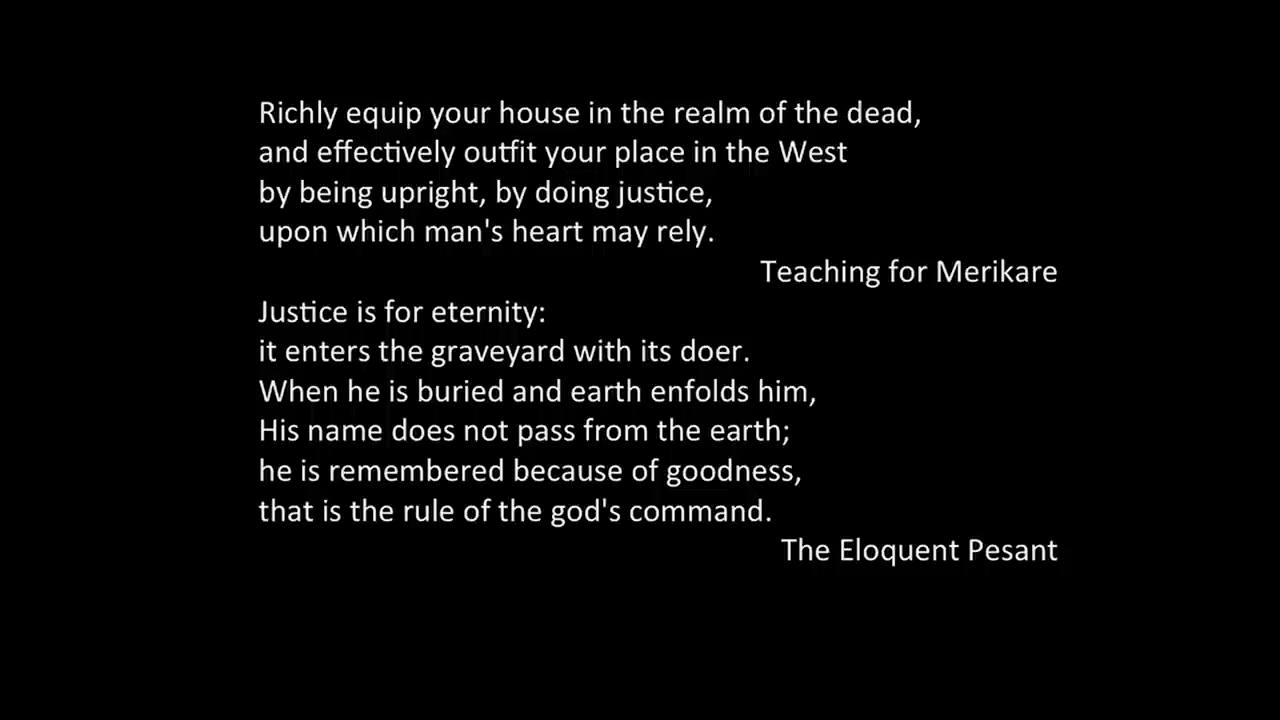 Richly equip your house in the realm of the dead,
and effectively outfit your place in the West
by being upright, by doing justice,
upon which man's heart may rely.
Teaching for Merikare
Justice is for eternity:
it enters the graveyard with its doer.
When he is buried and earth enfolds him,
His name does not pass from the earth;
he is remembered because of goodness,
that is the rule of the god's command.
The Eloquent Pesant